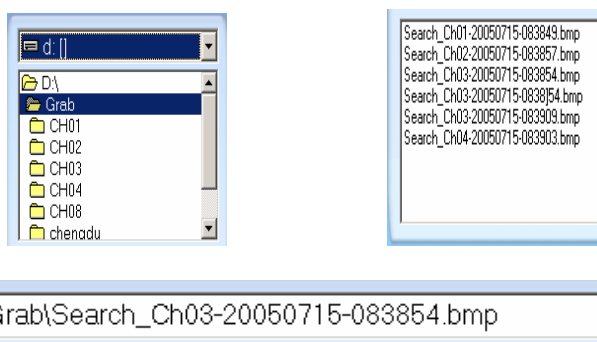 d: []
D:\
Grab
CH01
CH02
CH03
CH04
CH08
chengdu
Search_Ch01-20050715-083849.bmp
Search_Ch02-20050715-083857.bmp
Search_Ch03-20050715-083854.bmp
Search_Ch03-20050715-0838]54.bmp
Search_Ch03-20050715-083909.bmp
Search_Ch04-20050715-083903.bmp
Grab\Search_Ch03-20050715-083854.bmp